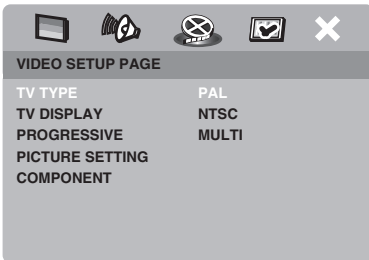 VIDEO SETUP PAGE
TV TYPE PAL
TV DISPLAY NTSC
PROGRESSIVE MULTI
PICTURE SETTING
COMPONENT